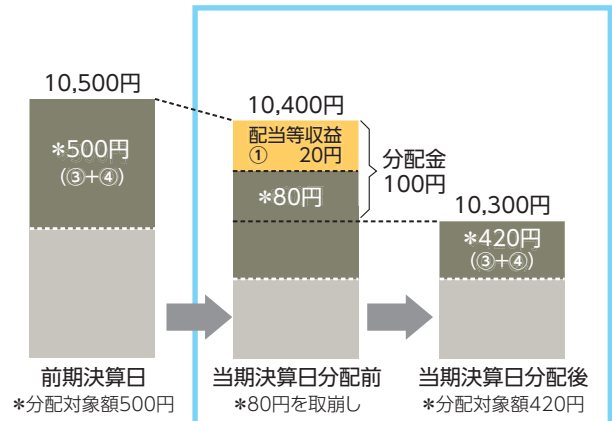 10,500円
*500円
(③+④)
前期決算日
*分配対象額500円
10,400円
配当等収益
① 20円
*80円
分配金
100円
当期決算日分配前
*80円を取崩し
10,300円
*420円
(③+④)
当期決算日分配後
*分配対象額420円